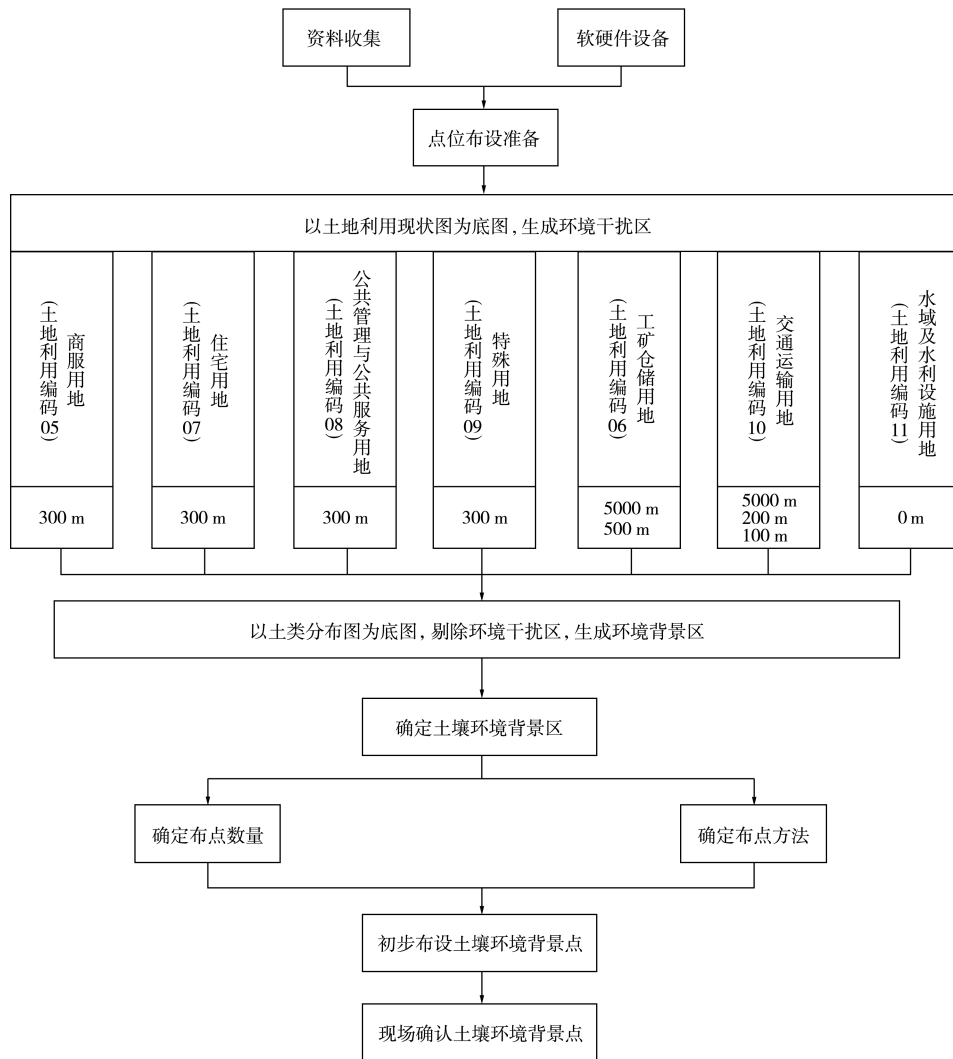 资料收集
软硬件设备
点位布设准备
以土地利用现状图为底图,生成环境干扰区
商服用地
(土地利用编码05)
住宅用地
(土地利用编码07)
公共管理与公共服务用地
(土地利用编码08)
特殊用地
(土地利用编码09)
工矿仓储用地
(土地利用编码06)
交通运输用地
(土地利用编码10)
水域及水利设施用地
(土地利用编码11)
300 m
300 m
300 m
300 m
5000 m
500 m
5000 m
200 m
100 m
0 m
以土类分布图为底图,剔除环境干扰区,生成环境背景区
确定土壤环境背景区
确定布点数量
确定布点方法
初步布设土壤环境背景点
现场确认土壤环境背景点